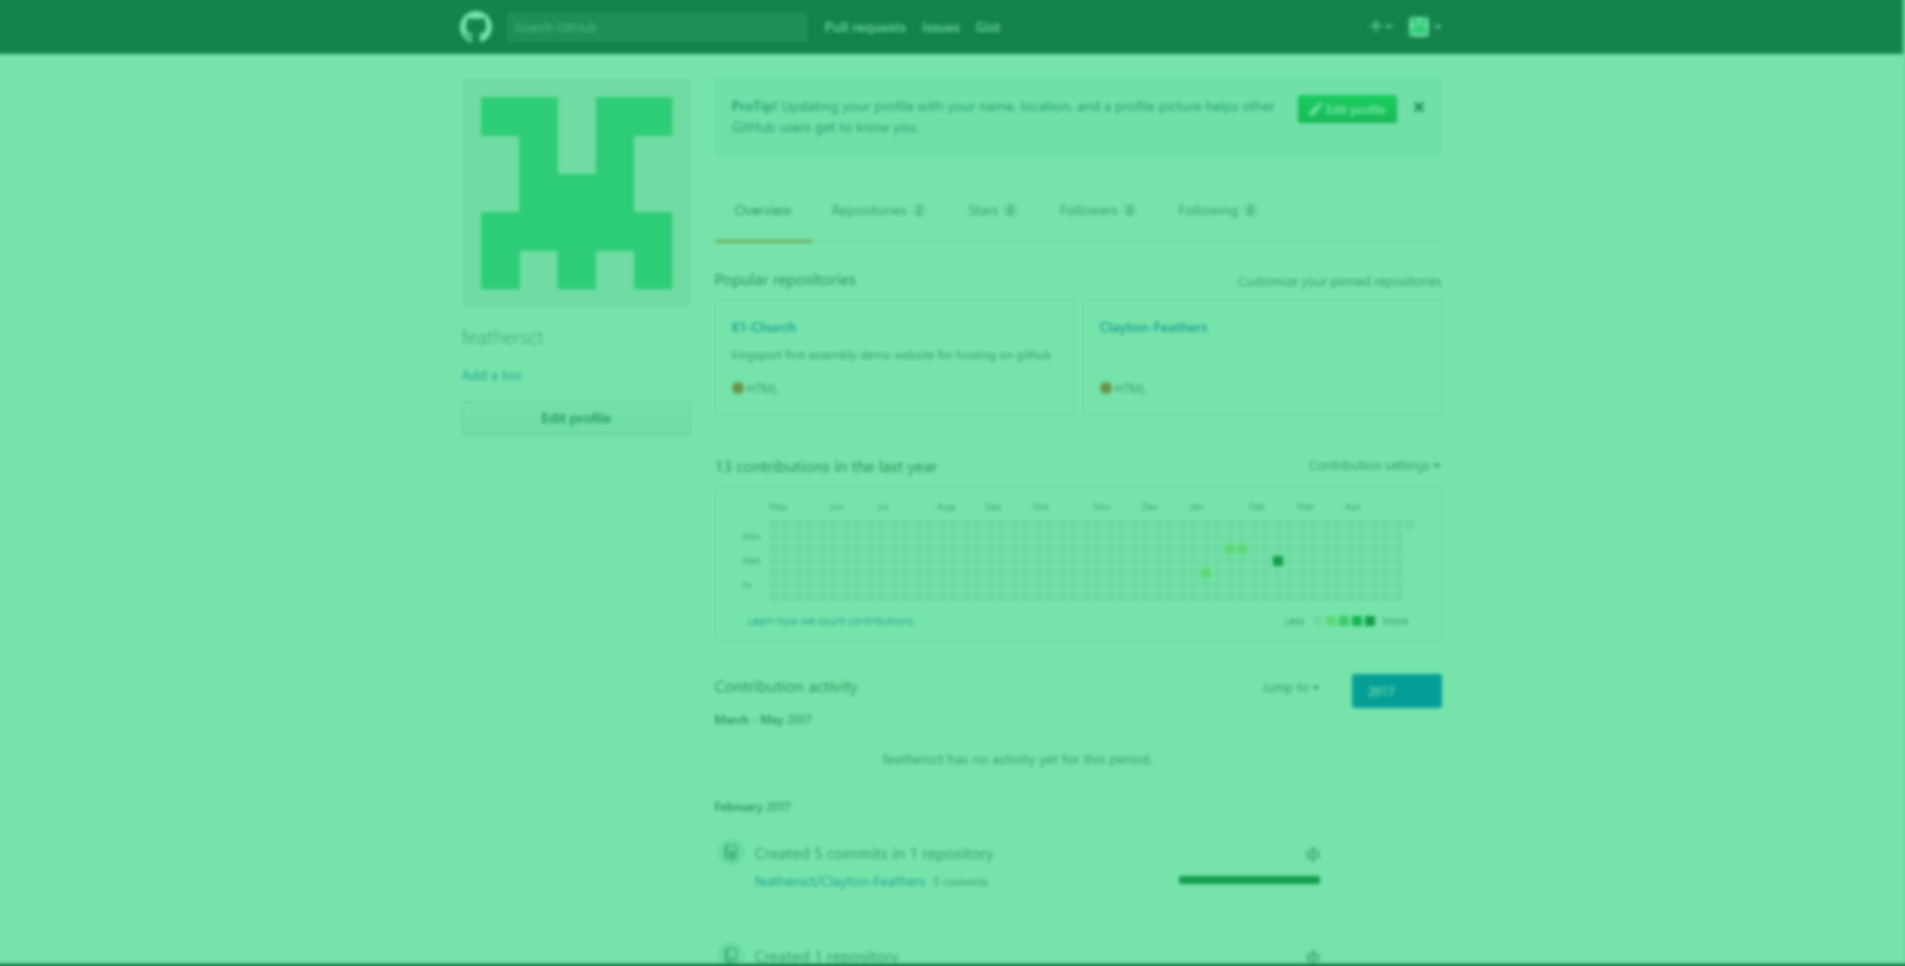 Search GitHub
Pull requests Issues Gist
ProTip! Updating your profile with your name, location, and a profile picture helps other
GitHub users get to know you.
Edit profile
Overview Repositories 2 Stars 0 Followers 0 Following 0
Popular repositories
Customize your pinned repositories
K1-Church
kingsport first assembly demo website for hosting on github
HTML
Clayton-Feathers
HTML
feathersct
Add a bio
Edit profile
13 contributions in the last year
Contribution settings
May Jun Jul Aug Sep Oct Nov Dec Jan Feb Mar Apr
Mon
Wed
Fri
Learn how we count contributions.
Less More
Contribution activity
Jump to
2017
March - May 2017
feathersct has no activity yet for this period.
February 2017
Created 5 commits in 1 repository
feathersct/Clayton-Feathers 5 commits
Created 1 repository